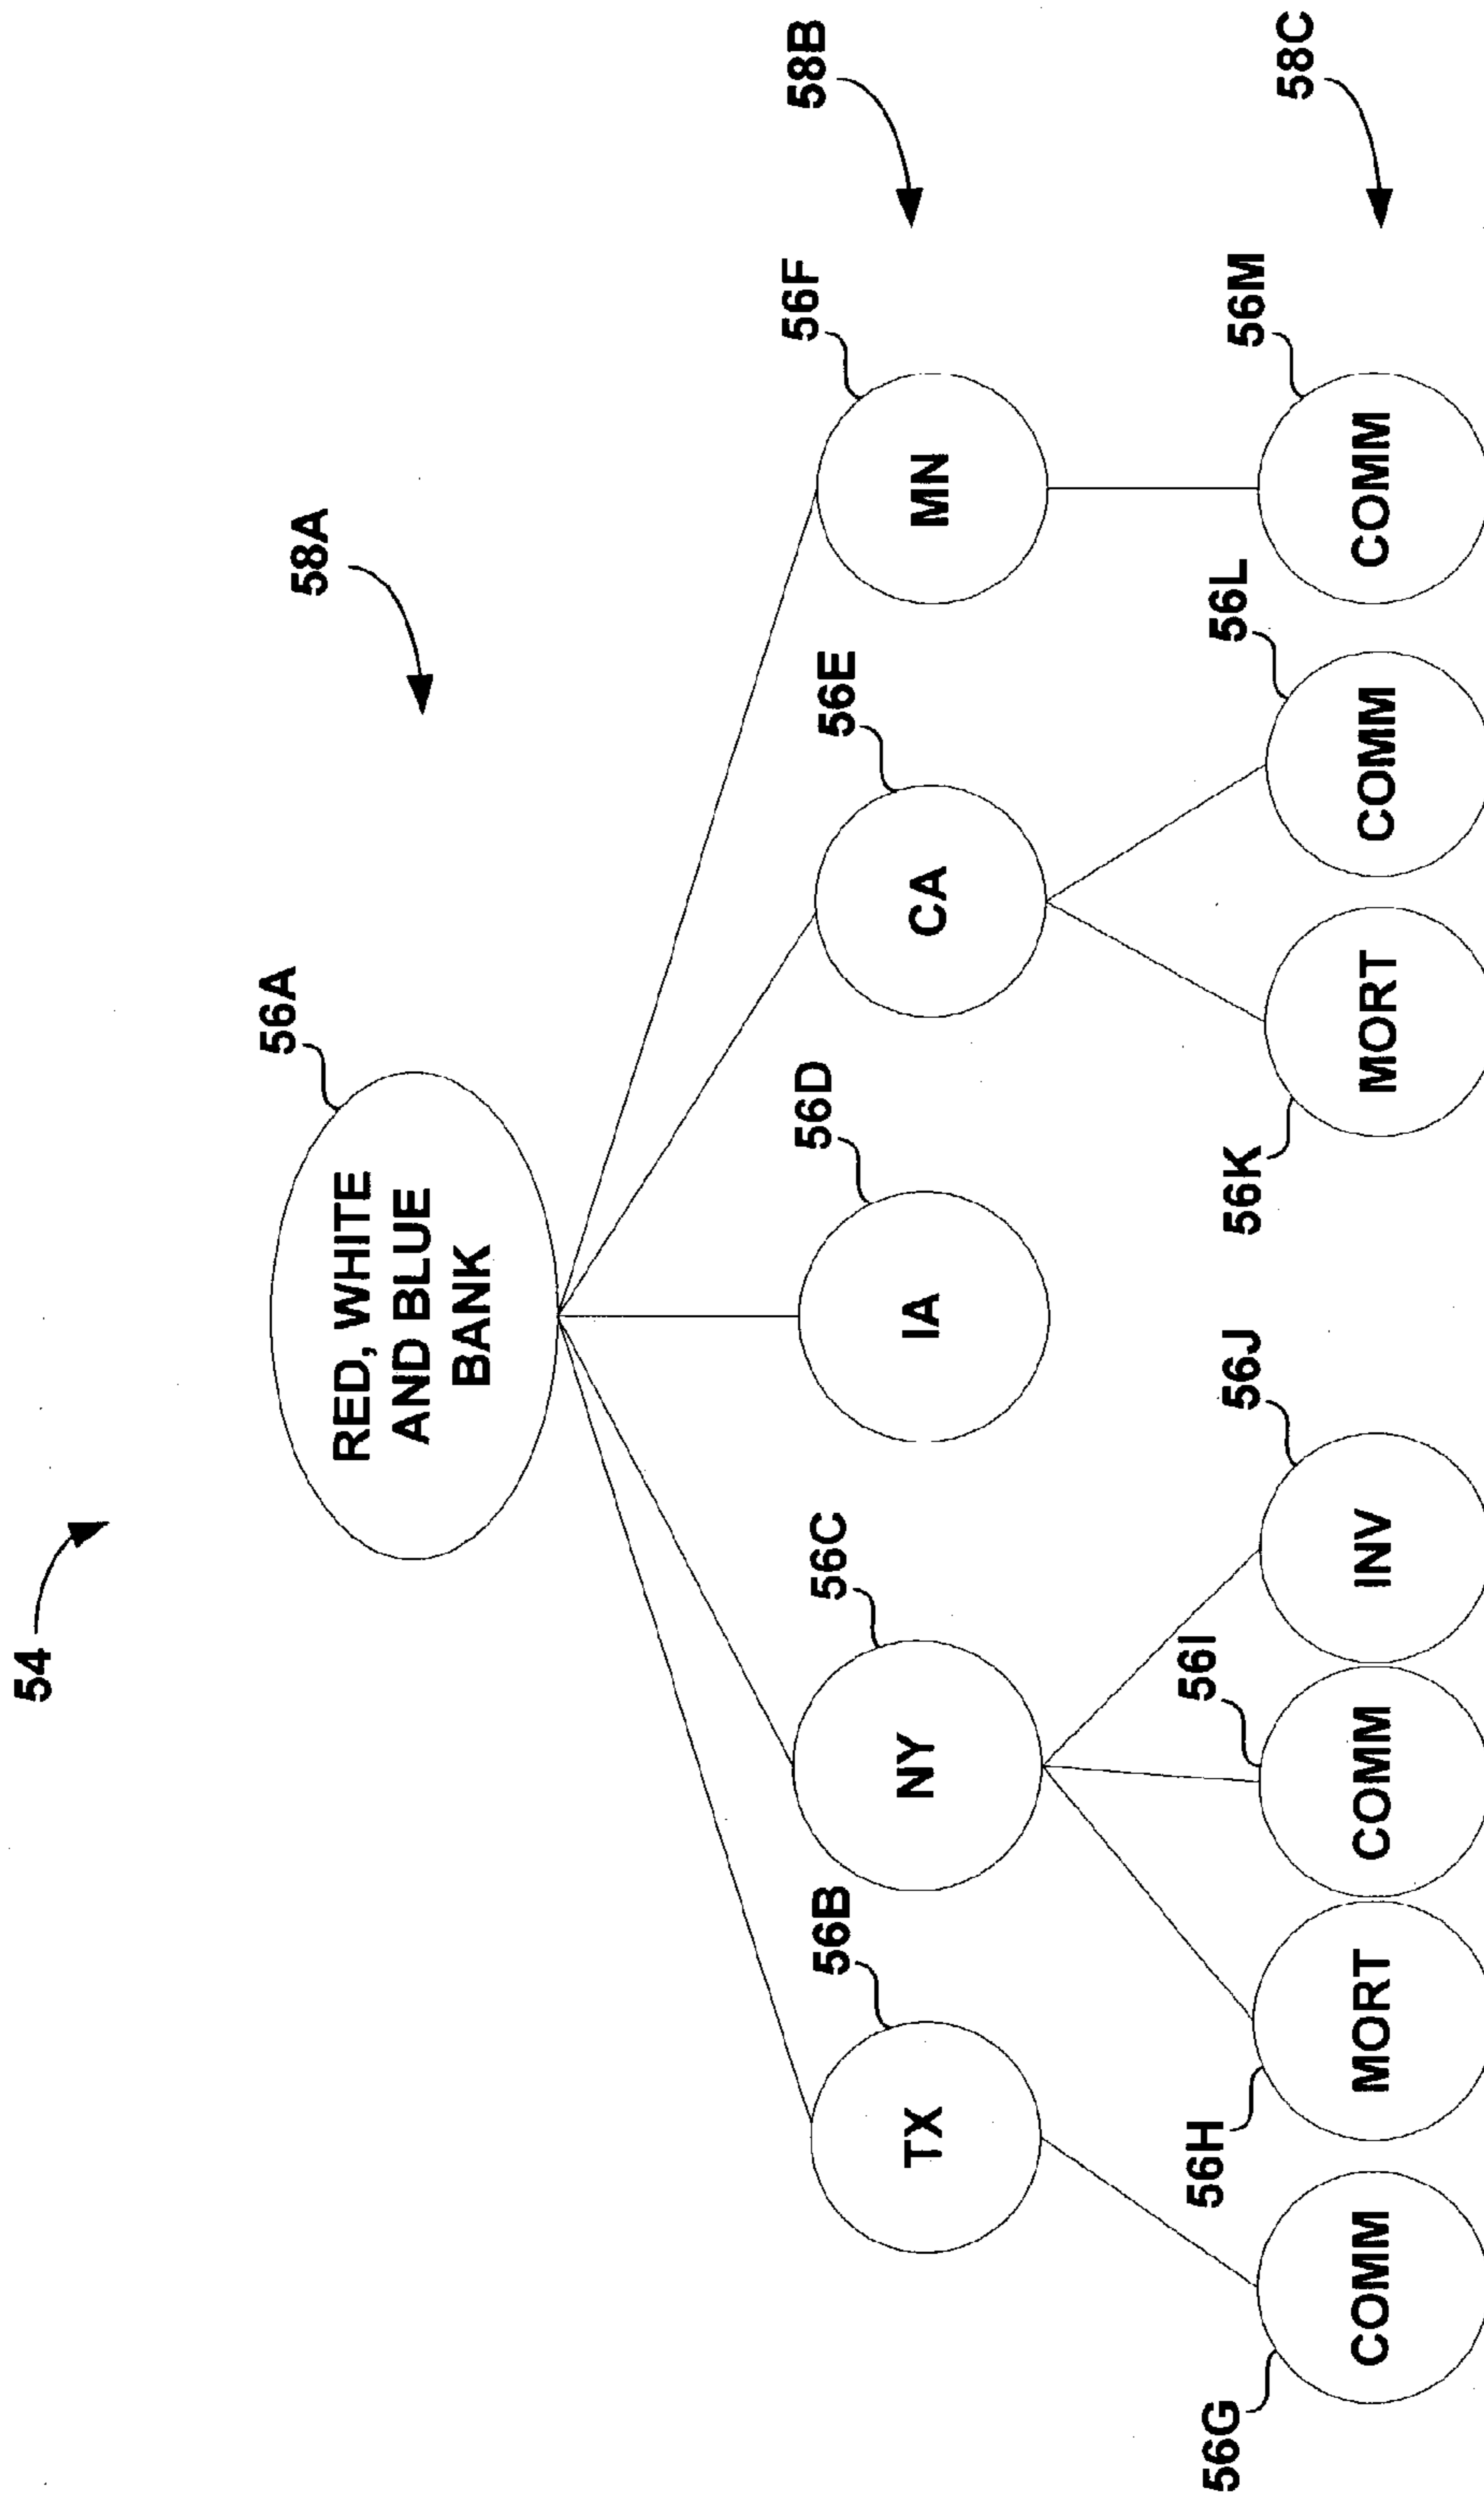 54
56A
RED, WHITE
AND BLUE
BANK
58A
56B
TX
56C
NY
56D
IA
56E
CA
56F
MN
58B
56G
COMM
56H
MORT
56I
COMM
56J
INV
56K
MORT
56L
COMM
56M
COMM
58C